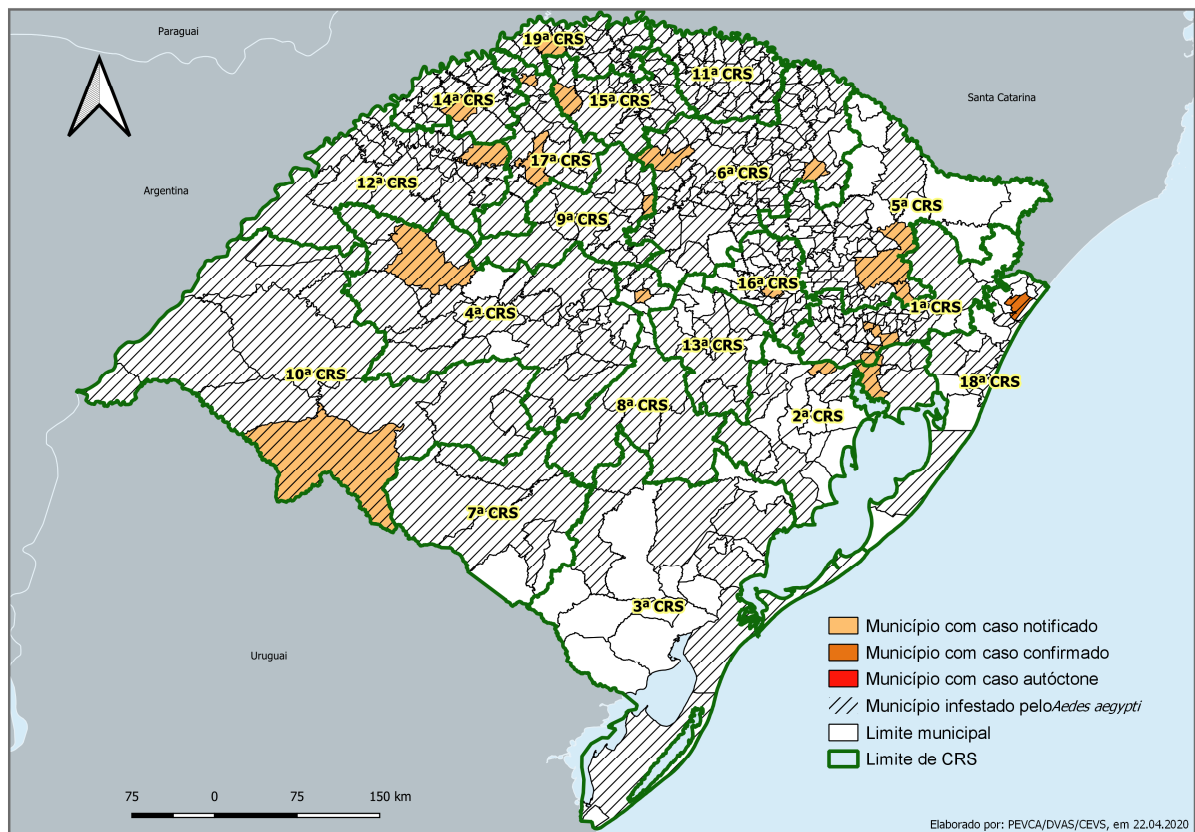 Paraguai
19ª CRS
11ª CRS
14ª CRS
15ª CRS
Santa Catarina
17ª CRS
6ª CRS
12ª CRS
Argentina
5ª CRS
9ª CRS
16ª CRS
1ª CRS
4ª CRS
13ª CRS
10ª CRS
18ª CRS
8ª CRS
2ª CRS
7ª CRS
3ª CRS
Uruguai
Município com caso notificado
Município com caso confirmado
Município com caso autóctone
Município infestado peloAedes aegypti
Limite municipal
Limite de CRS
75 0 75 150 km
Elaborado por: PEVCA/DVAS/CEVS, em 22.04.2020